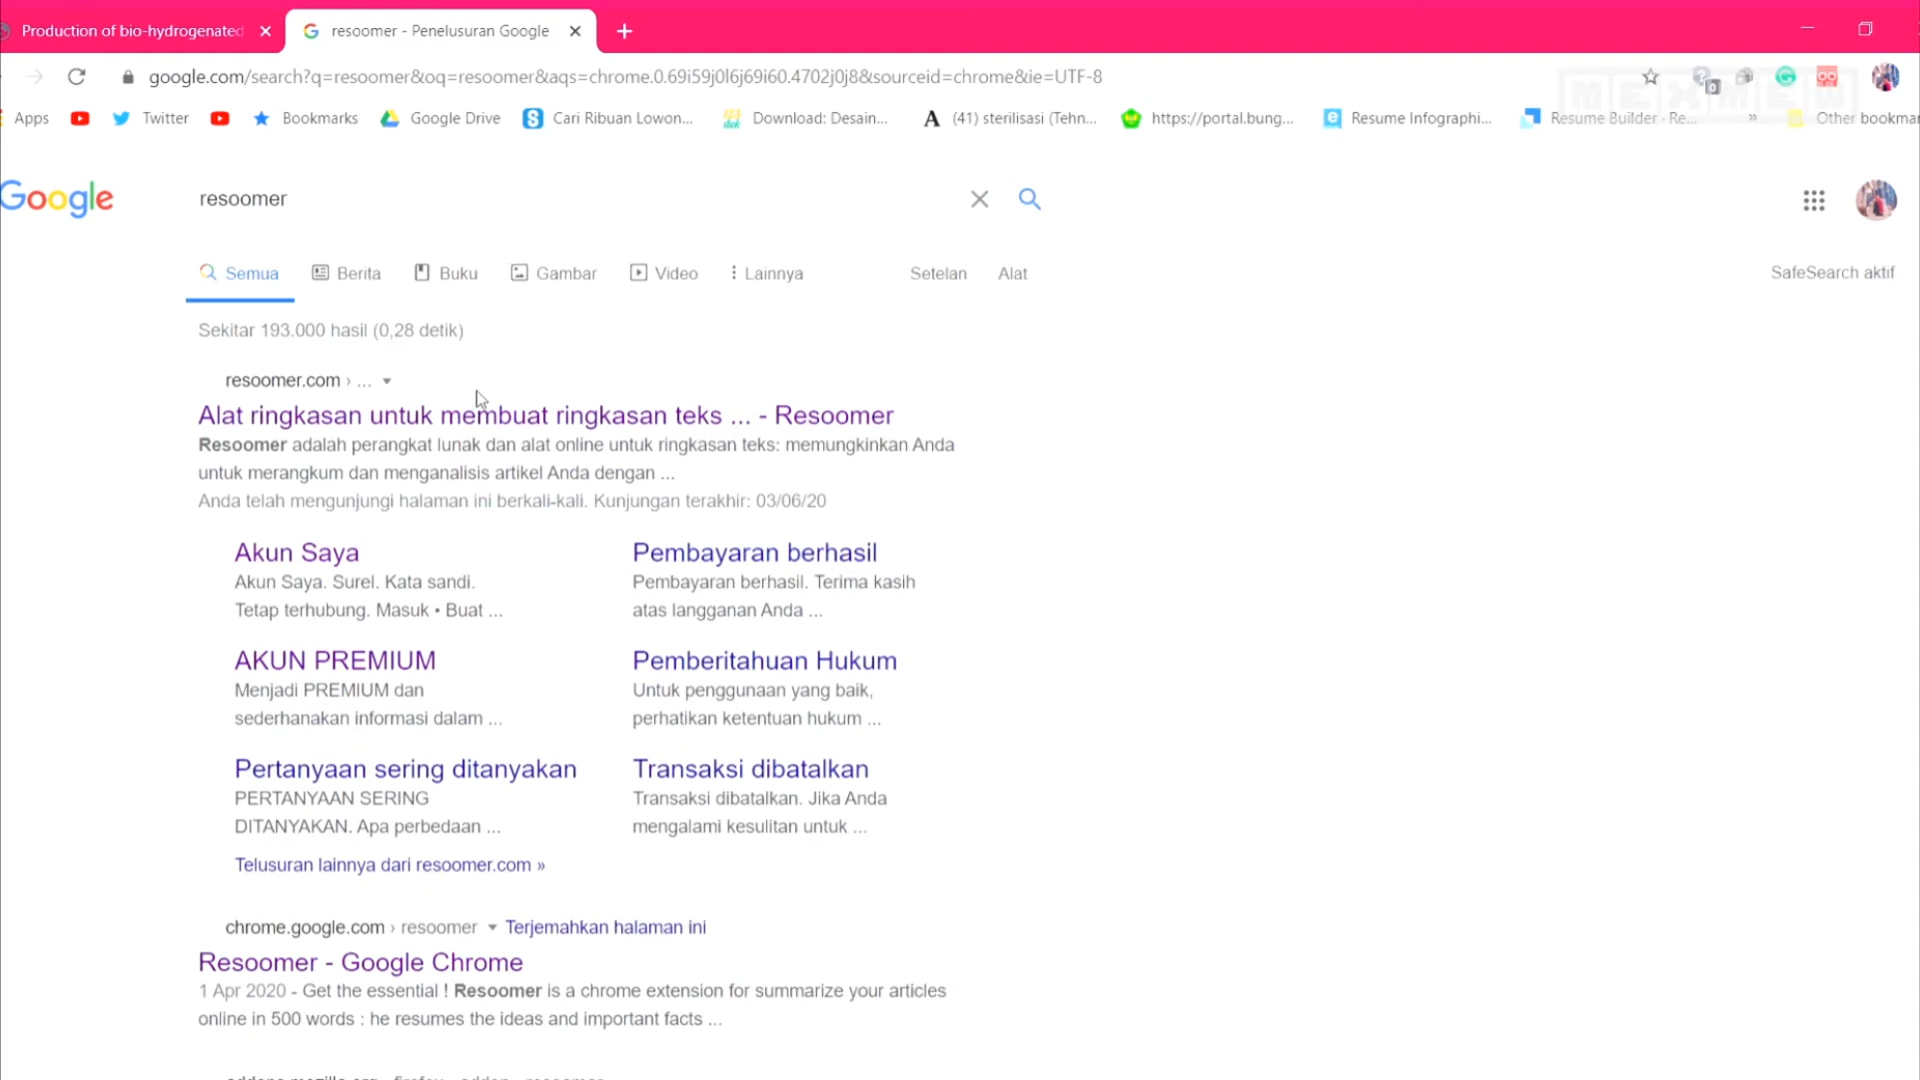 Production of bio-hydrogenated
resoomer - Penelusuran Google
google.com/search?q=resoomer&oq=resoomer&aqs=chrome.0.69i59j0l6j69i60.4702j0j8&sourceid=chrome&ie=UTF-8
MEXMEN
Apps Twitter Bookmarks Google Drive Cari Ribuan Lowon... Download: Desain... (41) sterilisasi (Tehn... https://portal.bung... Resume Infographi... Resume Builder - Re... » Other bookmar
Google resoomer
Semua Berita Buku Gambar Video Lainnya Setelan Alat SafeSearch aktif
Sekitar 193.000 hasil (0,28 detik)
resoomer.com › ...
Alat ringkasan untuk membuat ringkasan teks ... - Resoomer
Resoomer adalah perangkat lunak dan alat online untuk ringkasan teks: memungkinkan Anda
untuk merangkum dan menganalisis artikel Anda dengan ...
Anda telah mengunjungi halaman ini berkali-kali. Kunjungan terakhir: 03/06/20
Akun Saya
Akun Saya. Surel. Kata sandi.
Tetap terhubung. Masuk • Buat ...
Pembayaran berhasil
Pembayaran berhasil. Terima kasih
atas langganan Anda ...
AKUN PREMIUM
Menjadi PREMIUM dan
sederhanakan informasi dalam ...
Pemberitahuan Hukum
Untuk penggunaan yang baik,
perhatikan ketentuan hukum ...
Pertanyaan sering ditanyakan
PERTANYAAN SERING
DITANYAKAN. Apa perbedaan ...
Transaksi dibatalkan
Transaksi dibatalkan. Jika Anda
mengalami kesulitan untuk ...
Telusuran lainnya dari resoomer.com »
chrome.google.com › resoomer Terjemahkan halaman ini
Resoomer - Google Chrome
1 Apr 2020 - Get the essential ! Resoomer is a chrome extension for summarize your articles
online in 500 words : he resumes the ideas and important facts ...